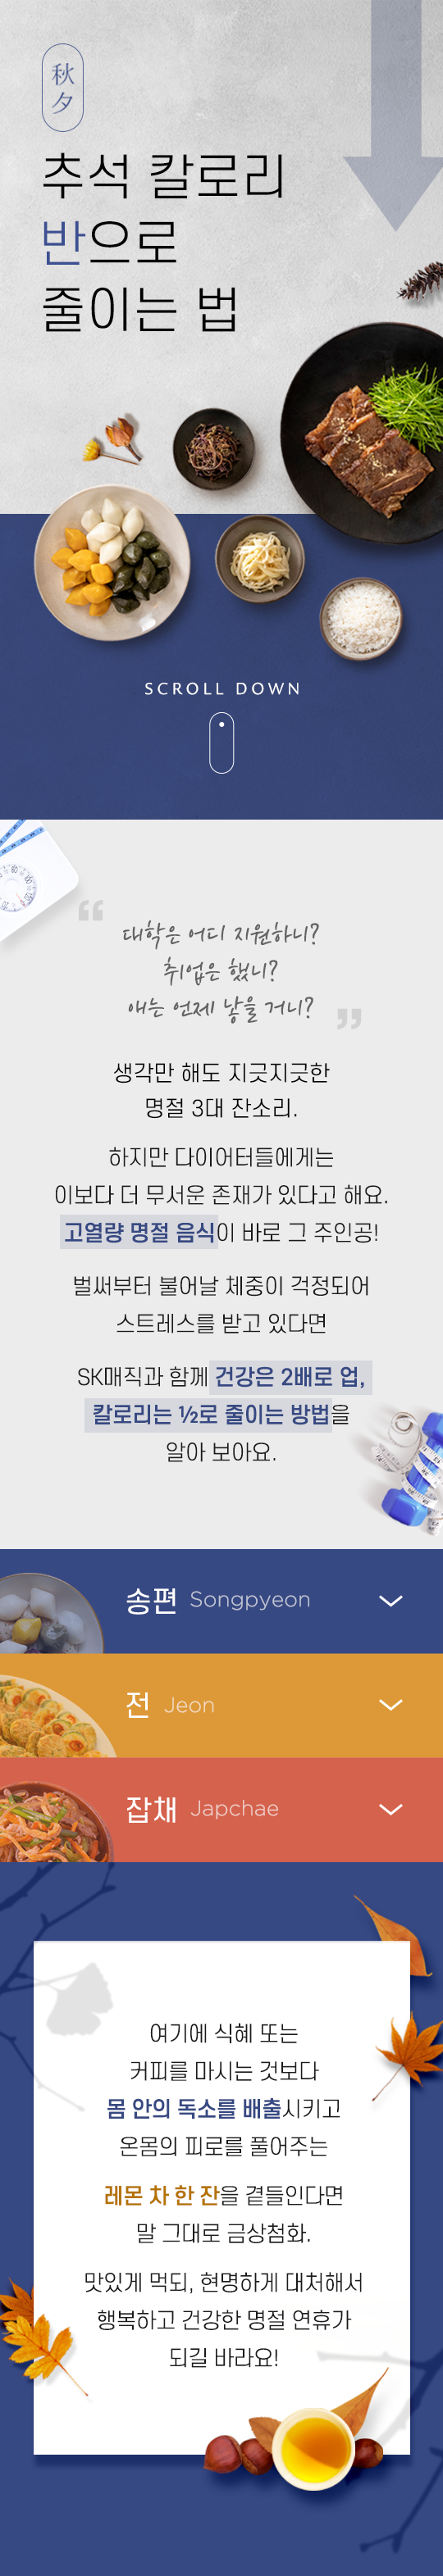 秋
夕
추석 칼로리
반으로
줄이는 법
SCROLL DOWN
“
대학은 어디 지원하니?
취업은 했니?
애는 언제 낳을 거니?
”
생각만 해도 지긋지긋한
명절 3대 잔소리.
하지만 다이어터들에게는
이보다 더 무서운 존재가 있다고 해요.
고열량 명절 음식이 바로 그 주인공!
벌써부터 불어날 체중이 걱정되어
스트레스를 받고 있다면
SK매직과 함께 건강은 2배로 업,
칼로리는 ½로 줄이는 방법을
알아 보아요.
송편 Songpyeon
전 Jeon
잡채 Japchae
여기에 식혜 또는
커피를 마시는 것보다
몸 안의 독소를 배출시키고
온몸의 피로를 풀어주는
레몬 차 한 잔을 곁들인다면
말 그대로 금상첨화.
맛있게 먹되, 현명하게 대처해서
행복하고 건강한 명절 연휴가
되길 바라요!